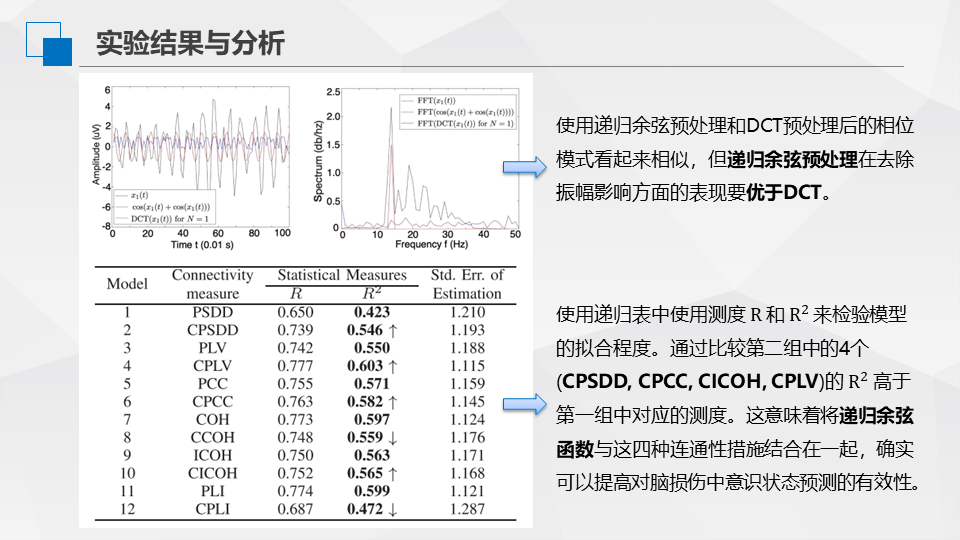 实验结果与分析
6
4
2
0
-2
-4
-6
-8
Amplitude (uV)
x₁(t)
cos(x₁(t) + cos(x₁(t)))
DCT(x₁(t)) for N = 1
0 20 40 60 80 100
Time t (0.01 s)
2.5
2.0
1.5
1.0
0.5
0
Spectrum (db/hz)
FFT(x₁(t))
FFT(cos(x₁(t) + cos(x₁(t))))
FFT(DCT(x₁(t)) for N = 1)
0 10 20 30 40 50
Frequency f (Hz)
使用递归余弦预处理和DCT预处理后的相位
模式看起来相似，但递归余弦预处理在去除
振幅影响方面的表现要优于DCT。
Model Connectivity measure Statistical Measures Std. Err. of Estimation
R R²
1 PSDD 0.650 0.423 1.210
2 CPSDD 0.739 0.546 ↑ 1.193
3 PLV 0.742 0.550 1.188
4 CPLV 0.777 0.603 ↑ 1.115
5 PCC 0.755 0.571 1.159
6 CPCC 0.763 0.582 ↑ 1.145
7 COH 0.773 0.597 1.124
8 CCOH 0.748 0.559 ↓ 1.176
9 ICOH 0.750 0.563 1.171
10 CICOH 0.752 0.565 ↑ 1.168
11 PLI 0.774 0.599 1.121
12 CPLI 0.687 0.472 ↓ 1.287
使用递归表中使用测度 R 和 R² 来检验模型
的拟合程度。通过比较第二组中的4个
(CPSDD, CPCC, CICOH, CPLV)的 R² 高于
第一组中对应的测度。这意味着将递归余弦
函数与这四种连通性措施结合在一起，确实
可以提高对脑损伤中意识状态预测的有效性。